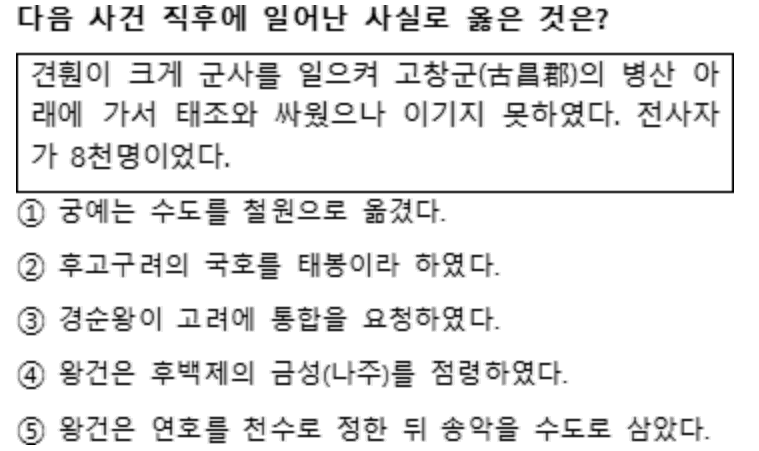 다음 사건 직후에 일어난 사실로 옳은 것은?
견훤이 크게 군사를 일으켜 고창군(古昌郡)의 병산 아
래에 가서 태조와 싸웠으나 이기지 못하였다. 전사자
가 8천명이었다.
① 궁예는 수도를 철원으로 옮겼다.
② 후고구려의 국호를 태봉이라 하였다.
③ 경순왕이 고려에 통합을 요청하였다.
④ 왕건은 후백제의 금성(나주)를 점령하였다.
⑤ 왕건은 연호를 천수로 정한 뒤 송악을 수도로 삼았다.